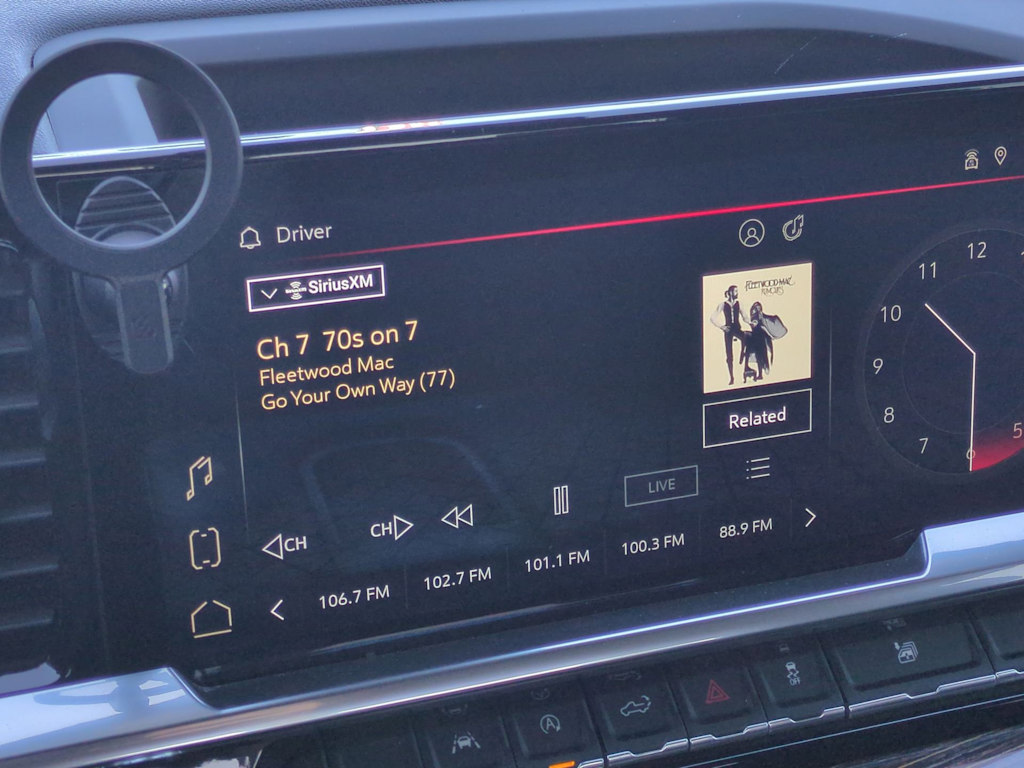 Driver
SiriusXM
Ch 7 70s on 7
Fleetwood Mac
Go Your Own Way (77)
FLEETWOOD MAC
RUMOURS
Related
LIVE
CH
CH
106.7 FM
102.7 FM
101.1 FM
100.3 FM
88.9 FM
12
11
10
9
8
7
6
5
A
OFF